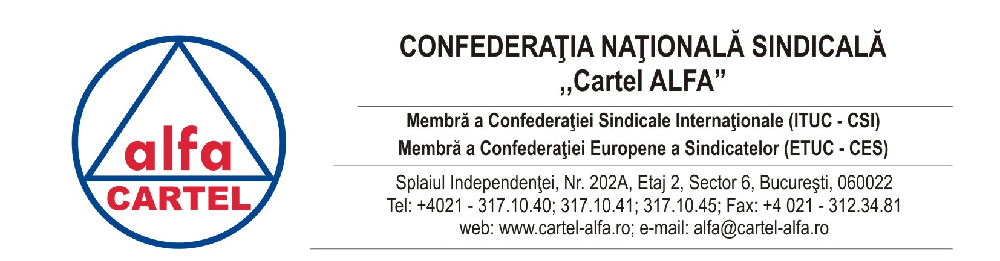 alfa
CARTEL
CONFEDERAŢIA NAŢIONALĂ SINDICALĂ
,,Cartel ALFA”
Membră a Confederaţiei Sindicale Internaţionale (ITUC - CSI)
Membră a Confederaţiei Europene a Sindicatelor (ETUC - CES)
Splaiul Independenţei, Nr. 202A, Etaj 2, Sector 6, Bucureşti, 060022
Tel: +4021 - 317.10.40; 317.10.41; 317.10.45; Fax: +4 021 - 312.34.81
web: www.cartel-alfa.ro; e-mail: alfa@cartel-alfa.ro